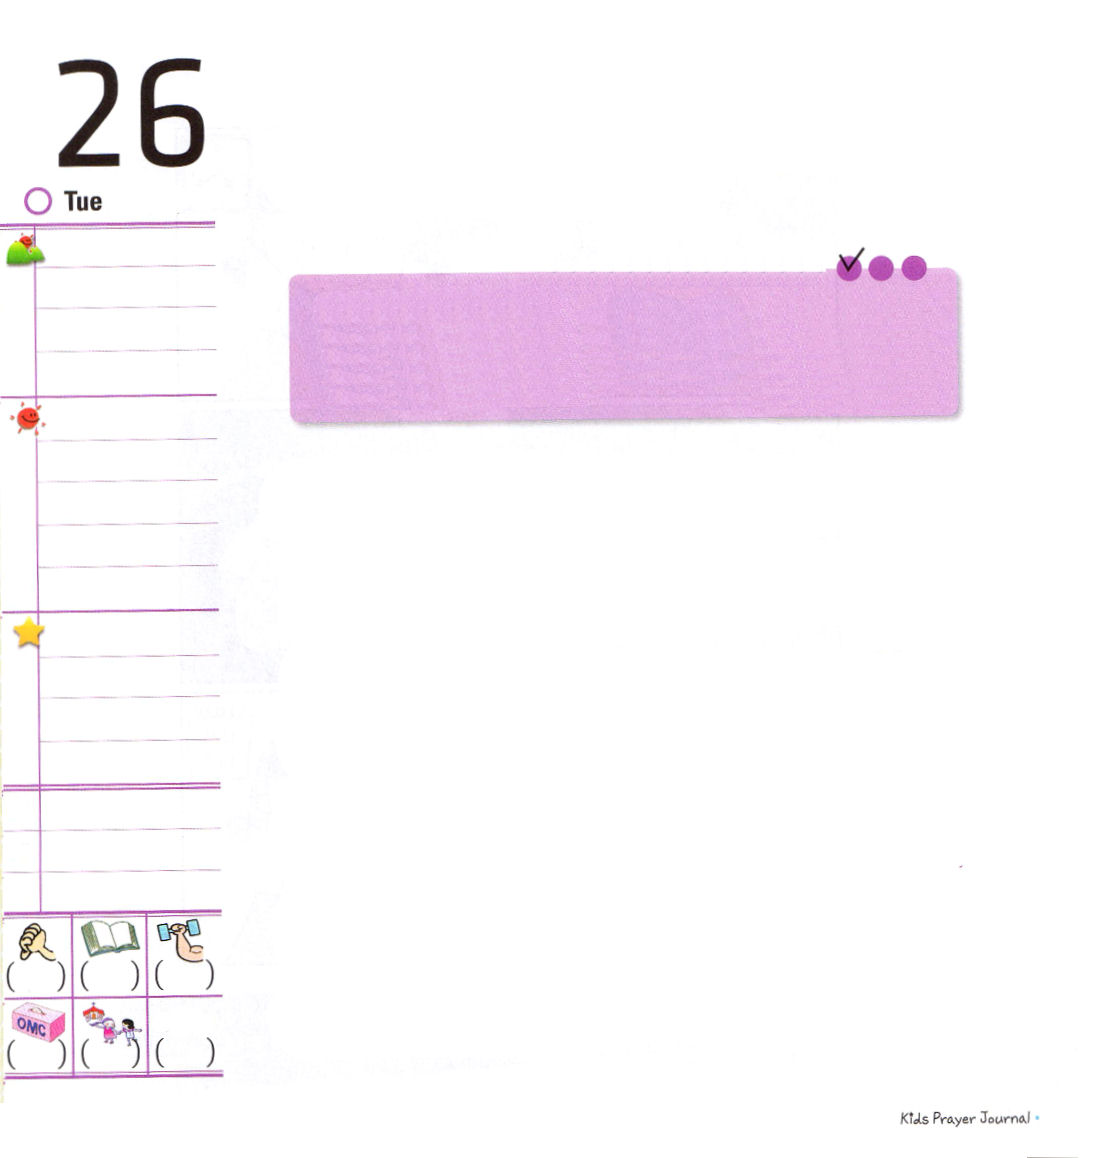 26
Tue
( ) ( ) ( )
OMC
( ) ( ) ( )
Kids Prayer Journal